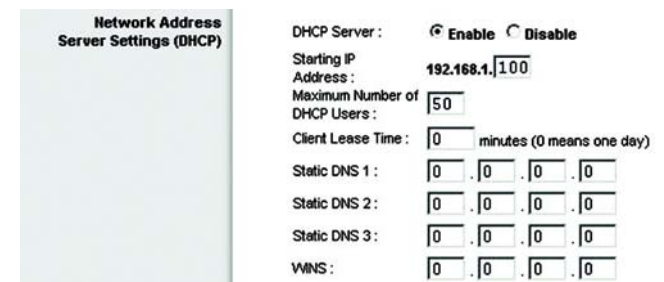 Network Address
Server Settings (DHCP)
DHCP Server : Enable Disable
Starting IP
Address : 192.168.1. 100
Maximum Number of
DHCP Users : 50
Client Lease Time : 0 minutes (0 means one day)
Static DNS 1 : 0 . 0 . 0 . 0
Static DNS 2 : 0 . 0 . 0 . 0
Static DNS 3 : 0 . 0 . 0 . 0
WINS : 0 . 0 . 0 . 0